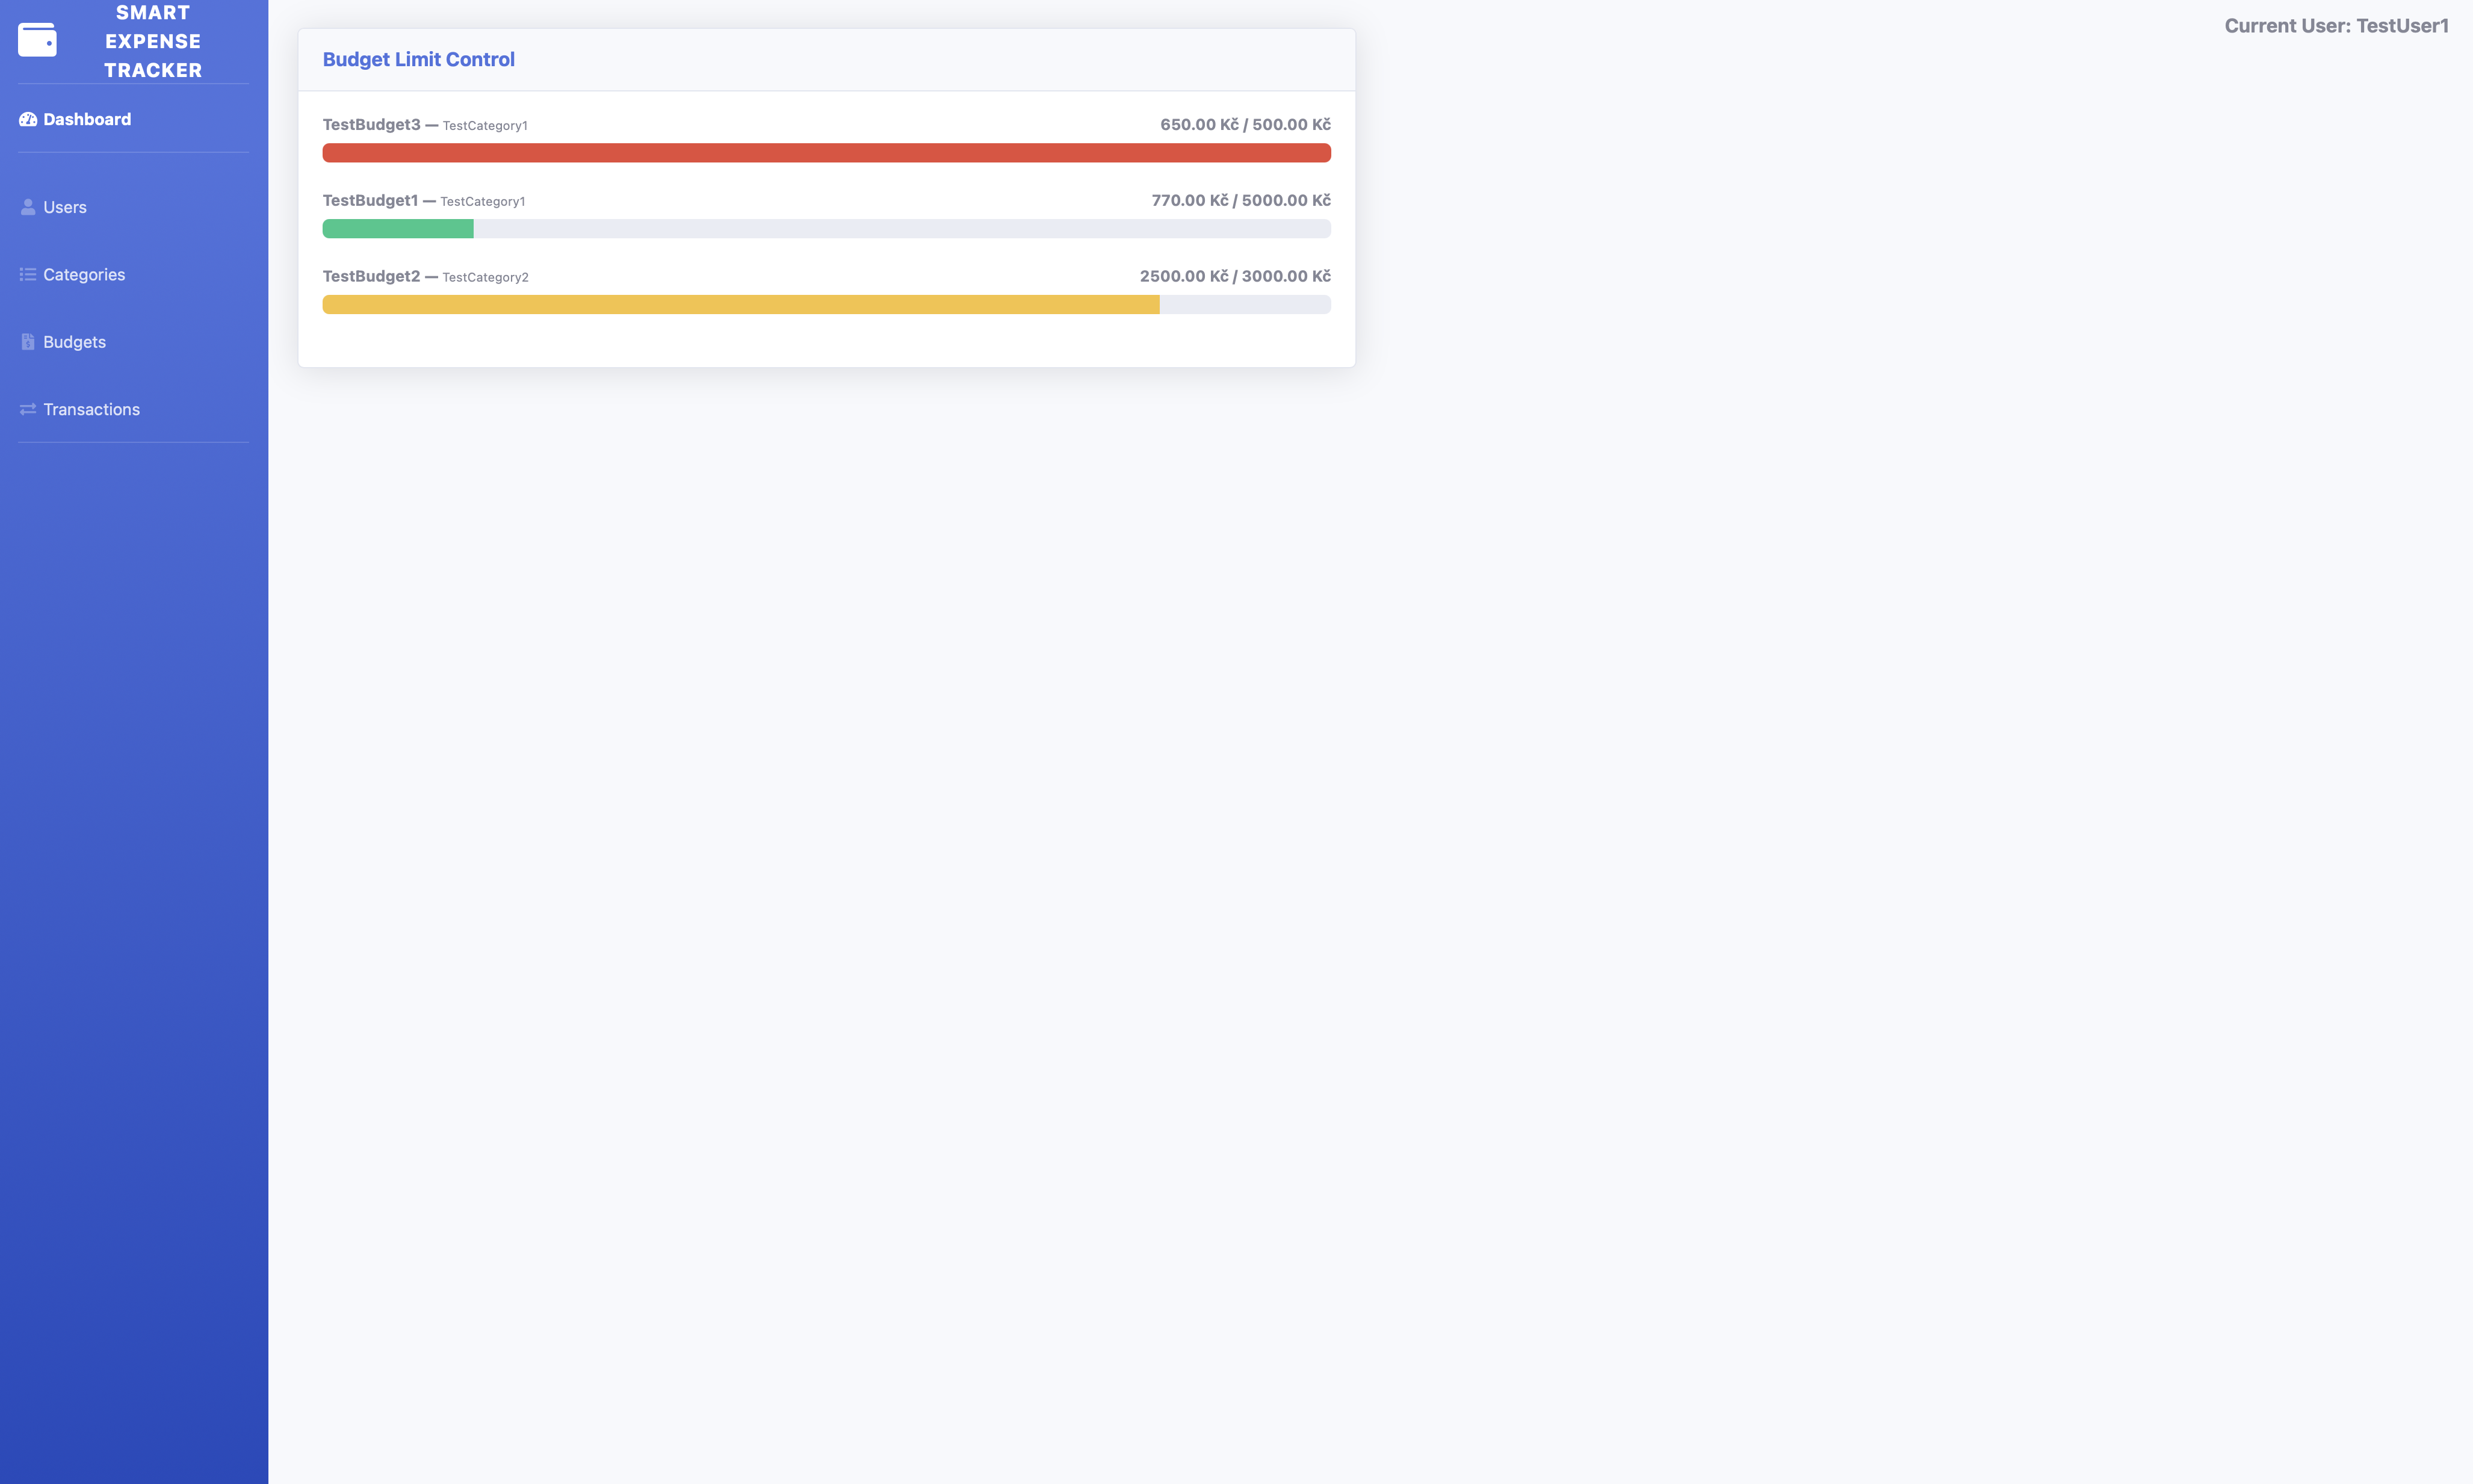 SMART
EXPENSE
TRACKER
Dashboard
Users
Categories
Budgets
Transactions
Current User: TestUser1
Budget Limit Control
TestBudget3 — TestCategory1 650.00 Kč / 500.00 Kč
TestBudget1 — TestCategory1 770.00 Kč / 5000.00 Kč
TestBudget2 — TestCategory2 2500.00 Kč / 3000.00 Kč